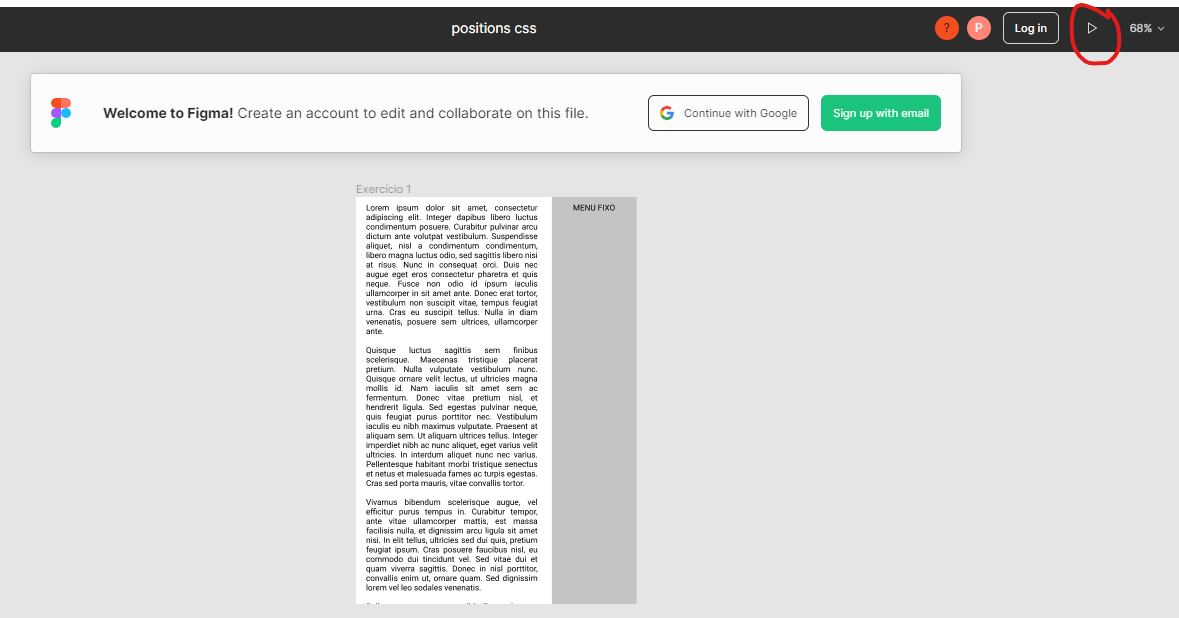 positions css
?
P
Log in
68%
Welcome to Figma! Create an account to edit and collaborate on this file.
Continue with Google
Sign up with email
Exercício 1
Lorem ipsum dolor sit amet, consectetur
adipiscing elit. Integer dapibus libero luctus
condimentum posuere. Curabitur pulvinar arcu
dictum ante volutpat vestibulum. Suspendisse
aliquet, nisl a condimentum condimentum,
libero magna luctus odio, sed sagittis libero nisi
at risus. Nunc in consequat orci. Duis nec
augue eget eros consectetur pharetra et quis
neque. Fusce non odio id ipsum iaculis
ullamcorper in sit amet ante. Donec erat tortor,
vestibulum non suscipit vitae, tempus feugiat
urna. Cras eu suscipit tellus. Nulla in diam
venenatis, posuere sem ultrices, ullamcorper
ante.
Quisque luctus sagittis sem finibus
scelerisque. Maecenas tristique placerat
pretium. Nulla vulputate vestibulum nunc.
Quisque ornare velit lectus, ut ultricies magna
mollis id. Nam iaculis sit amet sem ac
fermentum. Donec vitae pretium nisl, et
hendrerit ligula. Sed egestas pulvinar neque,
quis feugiat purus porttitor nec. Vestibulum
iaculis eu nibh maximus vulputate. Praesent at
aliquam sem. Ut aliquam ultrices tellus. Integer
imperdiet nibh ac nunc aliquet, eget varius velit
ultricies. In interdum aliquet nunc nec varius.
Pellentesque habitant morbi tristique senectus
et netus et malesuada fames ac turpis egestas.
Cras sed porta mauris, vitae convallis tortor.
Vivamus bibendum scelerisque augue, vel
efficitur purus tempus in. Curabitur tempor,
ante vitae ullamcorper mattis, est massa
facilisis nulla, et dignissim arcu ligula sit amet
nisi. In elit tellus, ultricies sed dui quis, pretium
feugiat ipsum. Cras posuere faucibus nisl, eu
commodo dui tincidunt vel. Sed vitae dui et
quam viverra sagittis. Donec in nisl porttitor,
convallis enim ut, ornare quam. Sed dignissim
lorem vel leo sodales venenatis.
MENU FIXO